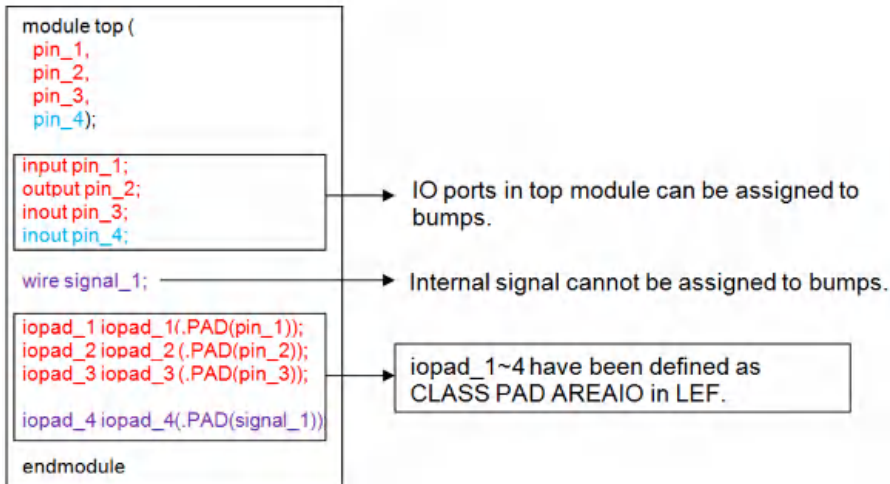 module top (
pin_1,
pin_2,
pin_3,
pin_4);
input pin_1;
output pin_2;
inout pin_3;
inout pin_4;
IO ports in top module can be assigned to
bumps.
wire signal_1;
Internal signal cannot be assigned to bumps.
iopad_1 iopad_1(.PAD(pin_1));
iopad_2 iopad_2 (.PAD(pin_2));
iopad_3 iopad_3 (.PAD(pin_3));
iopad_4 iopad_4(.PAD(signal_1))
iopad_1~4 have been defined as
CLASS PAD AREAIO in LEF.
endmodule